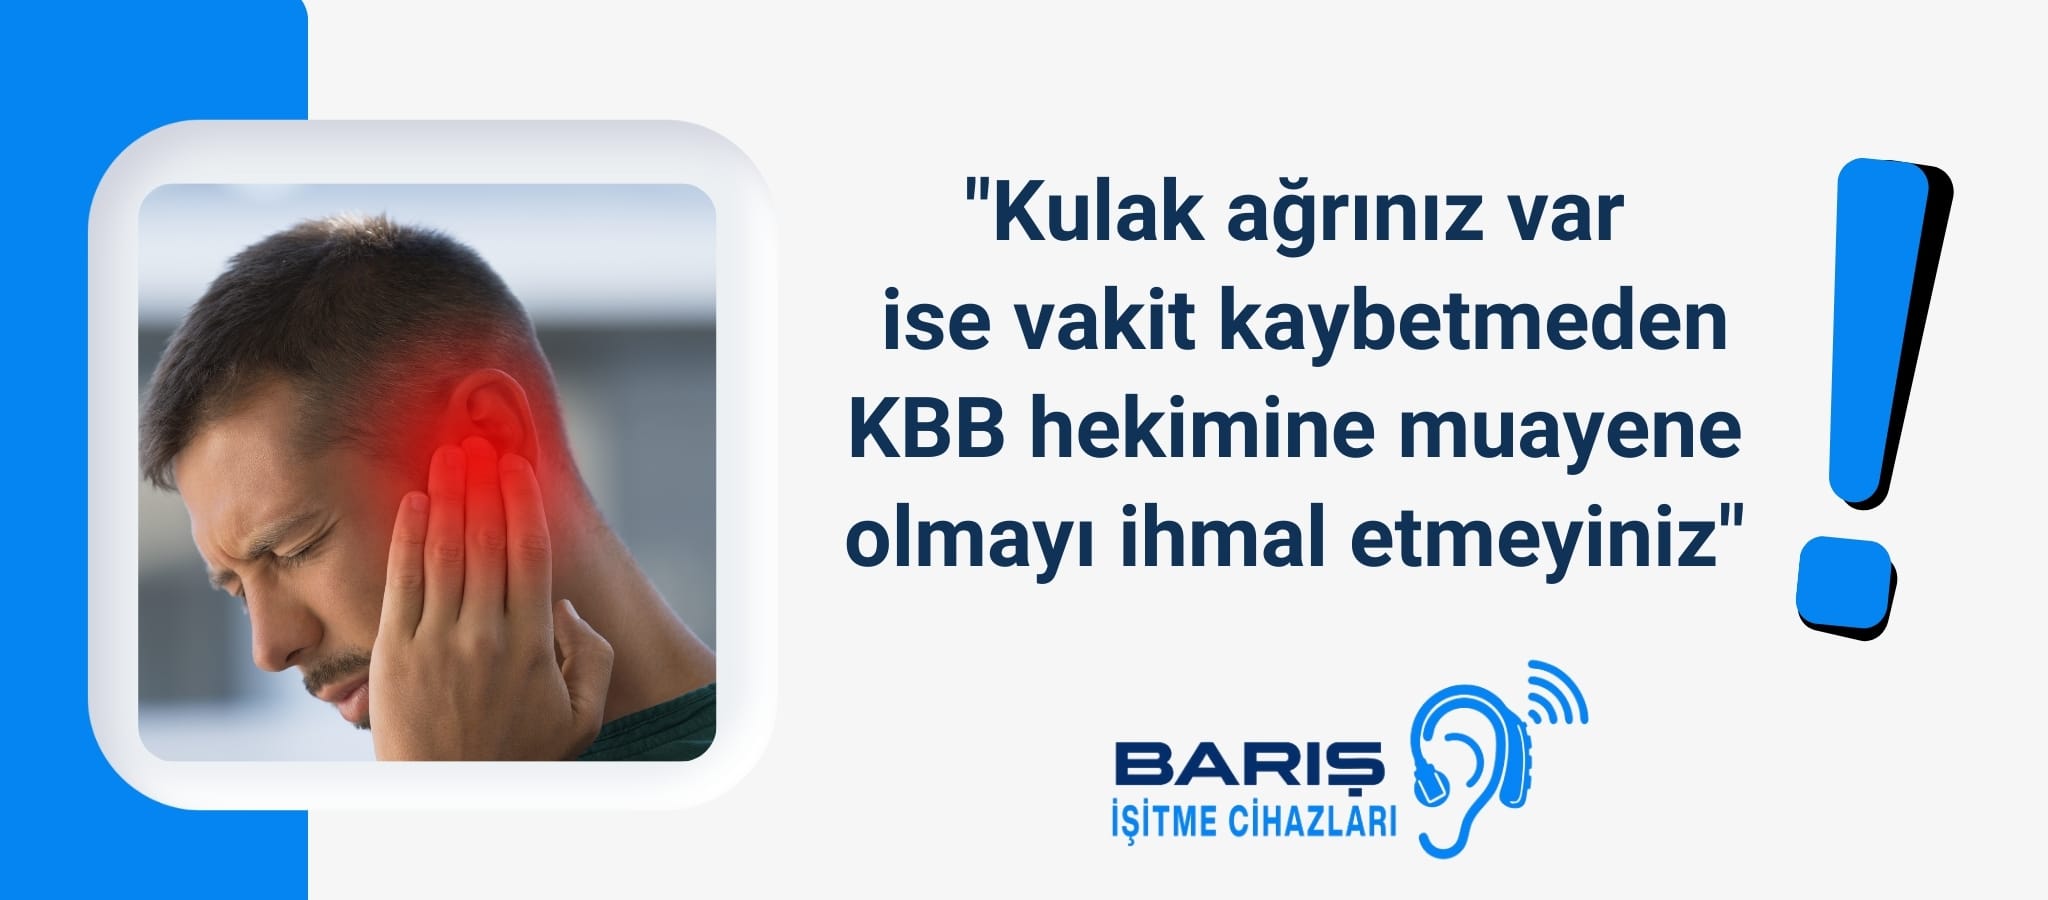 "Kulak ağrınız var
ise vakit kaybetmeden
KBB hekimine muayene
olmayı ihmal etmeyiniz"
BARIŞ
İŞİTME CİHAZLARI